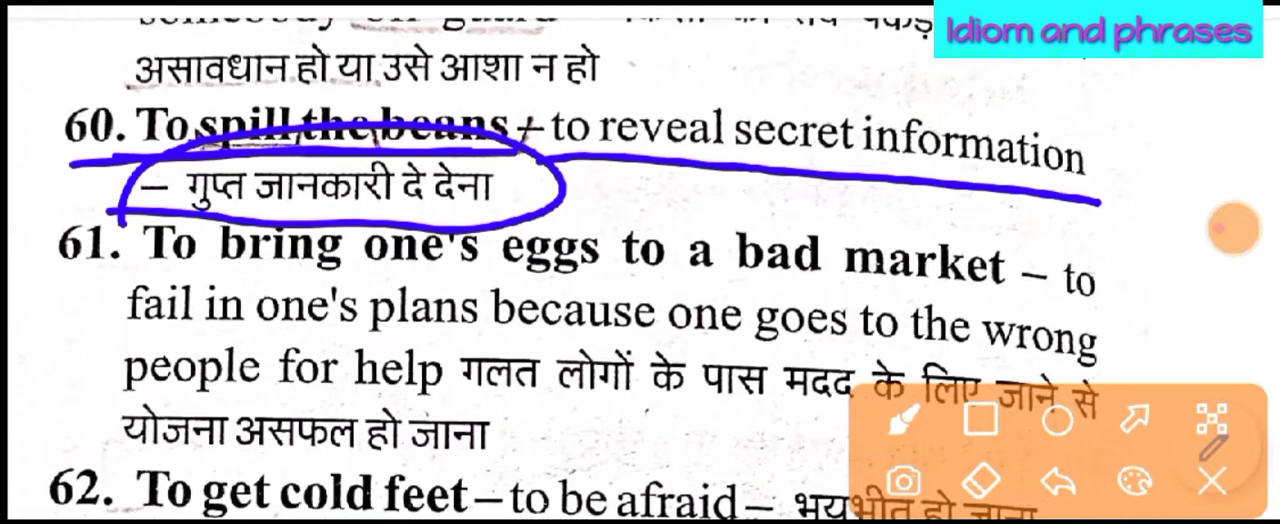 Idiom and phrases
असावधान हो या उसे आशा न हो
60. To spill the beans – to reveal secret information
– गुप्त जानकारी दे देना
61. To bring one's eggs to a bad market – to
fail in one's plans because one goes to the wrong
people for help गलत लोगों के पास मदद के लिए जाने से
योजना असफल हो जाना
62. To get cold feet – to be afraid – भयभीत हो जाना